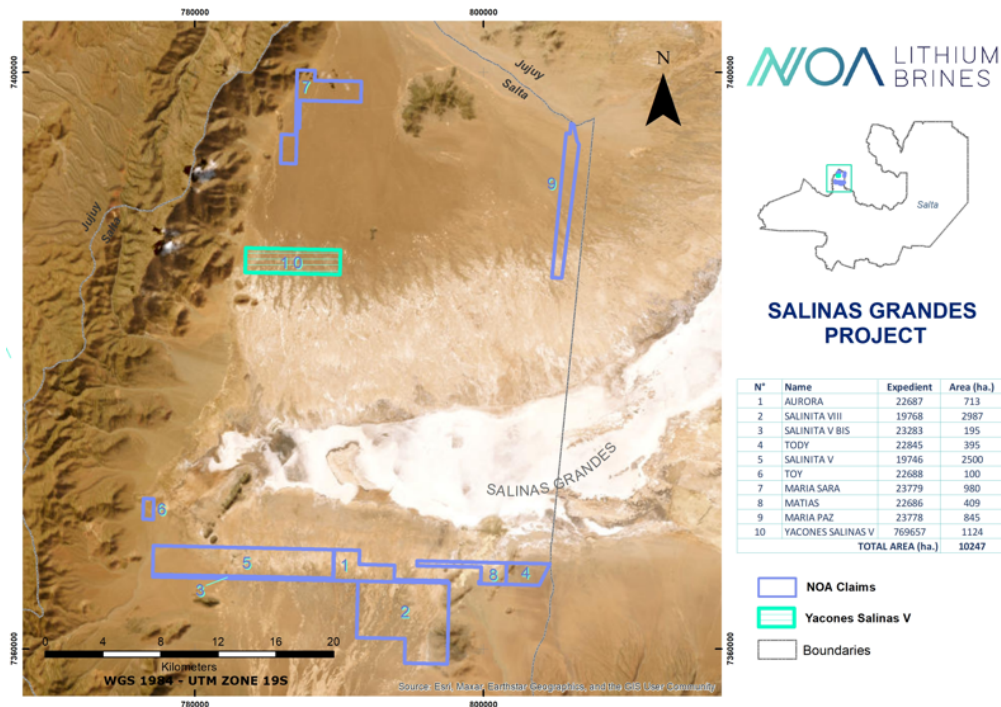 780000
800000
NOA LITHIUM
BRINES
7400000
7400000
N
Jujuy
Salta
7
9
Jujuy
Salta
10
Salta
SALINAS GRANDES
PROJECT
N° Name Expedient Area (ha.)
1 AURORA 22687 713
2 SALINITA VIII 19768 2987
3 SALINITA V BIS 23283 195
4 TODY 22845 395
5 SALINITA V 19746 2500
6 TOY 22688 100
7 MARIA SARA 23779 980
8 MATIAS 22686 409
9 MARIA PAZ 23778 845
10 YACONES SALINAS V 769657 1124
TOTAL AREA (ha.) 10247
SALINAS GRANDES
6
5
1
8
4
3
2
NOA Claims
Yacones Salinas V
Boundaries
0 4 8 12 16 20
Kilometers
WGS 1984 - UTM ZONE 19S
7360000
7360000
Source: Esri, Maxar, Earthstar Geographics, and the GIS User Community
780000
800000